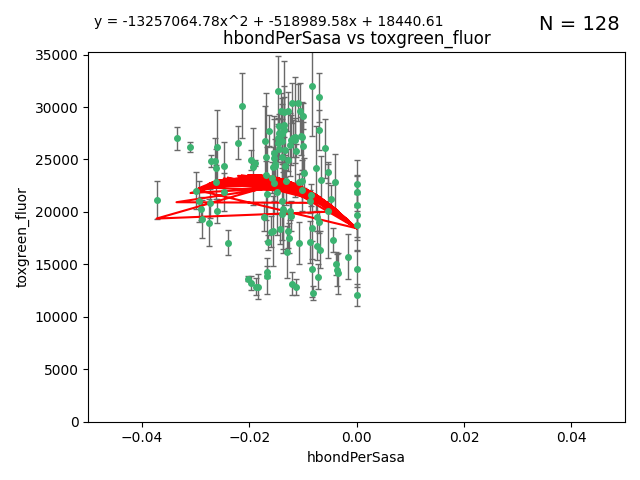 y = -13257064.78x^2 + -518989.58x + 18440.61
N = 128
hbondPerSasa vs toxgreen_fluor
35000
30000
25000
20000
15000
10000
5000
0
toxgreen_fluor
−0.04
−0.02
0.00
0.02
0.04
hbondPerSasa